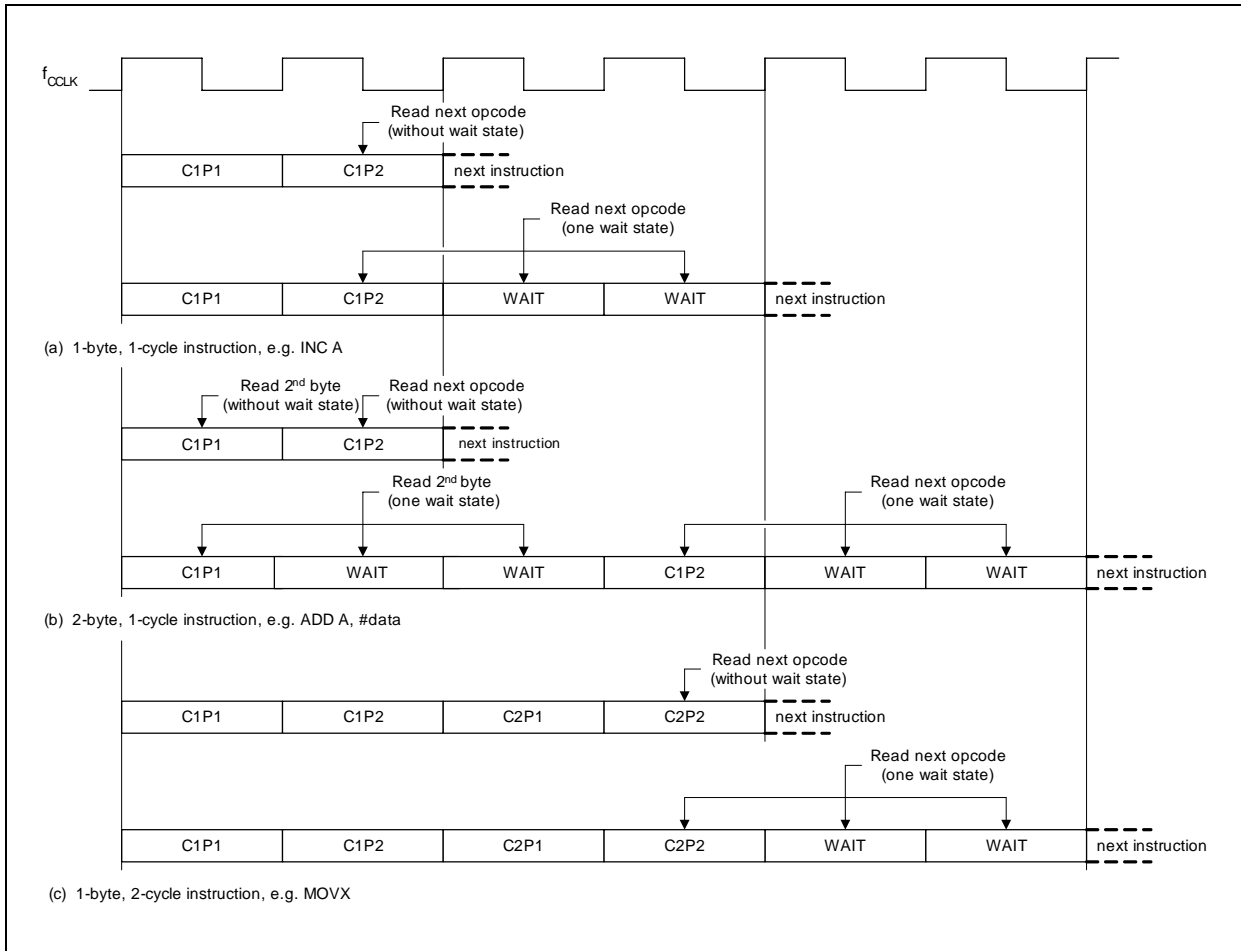 fCCLK
Read next opcode
(without wait state)
C1P1 C1P2 next instruction
Read next opcode
(one wait state)
C1P1 C1P2 WAIT WAIT next instruction
(a) 1-byte, 1-cycle instruction, e.g. INC A
Read 2nd byte
(without wait state)
Read next opcode
(without wait state)
C1P1 C1P2 next instruction
Read 2nd byte
(one wait state)
Read next opcode
(one wait state)
C1P1 WAIT WAIT C1P2 WAIT WAIT next instruction
(b) 2-byte, 1-cycle instruction, e.g. ADD A, #data
Read next opcode
(without wait state)
C1P1 C1P2 C2P1 C2P2 next instruction
Read next opcode
(one wait state)
C1P1 C1P2 C2P1 C2P2 WAIT WAIT next instruction
(c) 1-byte, 2-cycle instruction, e.g. MOVX